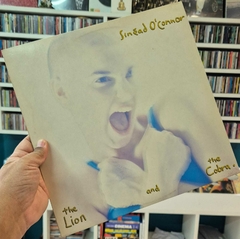 Sinéad O'Connor
the
Lion
and
the
Cobra